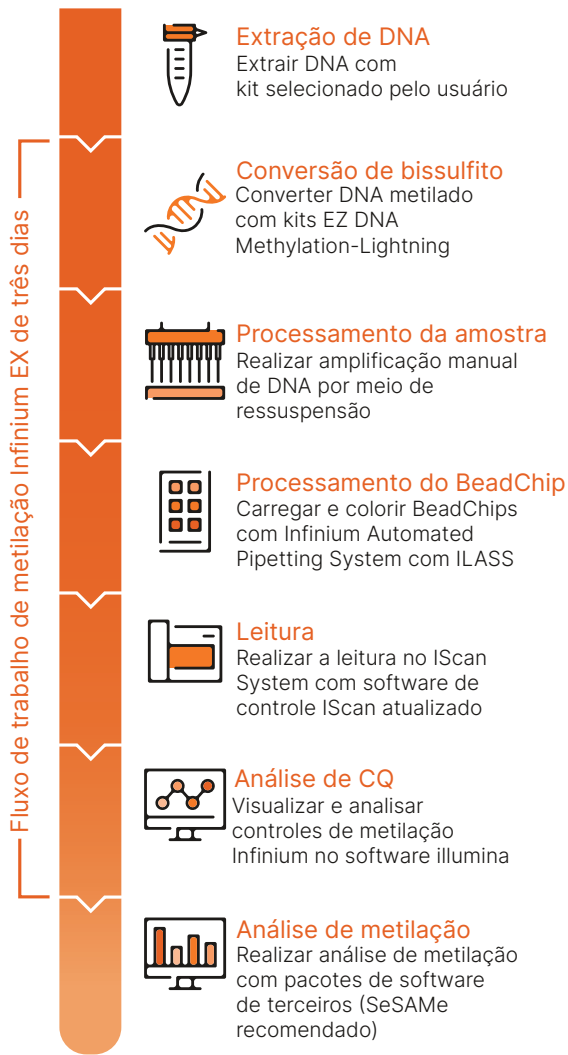 Extração de DNA
Extrair DNA com
kit selecionado pelo usuário
Fluxo de trabalho de metilação Infinium EX de três dias
Conversão de bissulfito
Converter DNA metilado
com kits EZ DNA
Methylation-Lightning
Processamento da amostra
Realizar amplificação manual
de DNA por meio de
ressuspensão
Processamento do BeadChip
Carregar e colorir BeadChips
com Infinium Automated
Pipetting System com ILASS
Leitura
Realizar a leitura no IScan
System com software de
controle IScan atualizado
Análise de CQ
Visualizar e analisar
controles de metilação
Infinium no software illumina
Análise de metilação
Realizar análise de metilação
com pacotes de software
de terceiros (SeSAMe
recomendado)